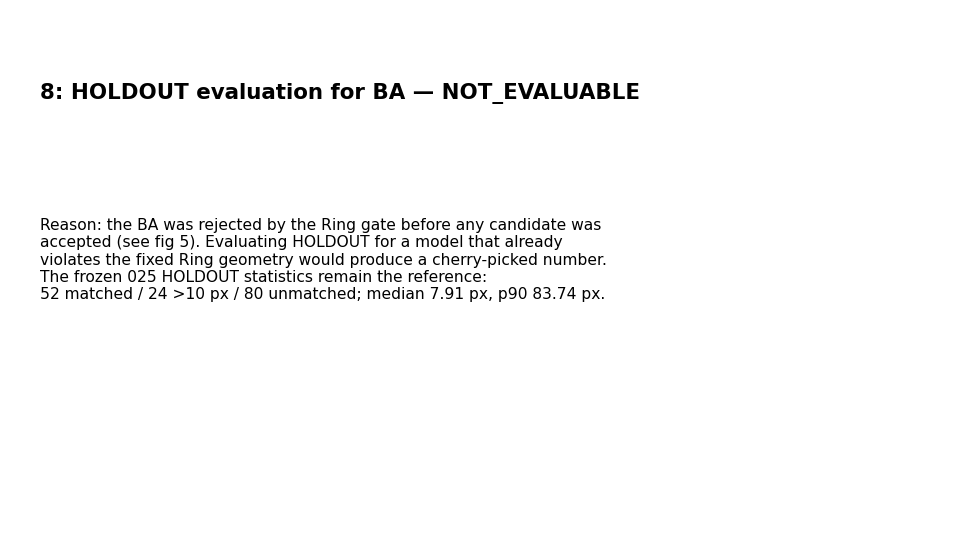 8: HOLDOUT evaluation for BA — NOT_EVALUABLE
Reason: the BA was rejected by the Ring gate before any candidate was
accepted (see fig 5). Evaluating HOLDOUT for a model that already
violates the fixed Ring geometry would produce a cherry-picked number.
The frozen 025 HOLDOUT statistics remain the reference:
52 matched / 24 >10 px / 80 unmatched; median 7.91 px, p90 83.74 px.